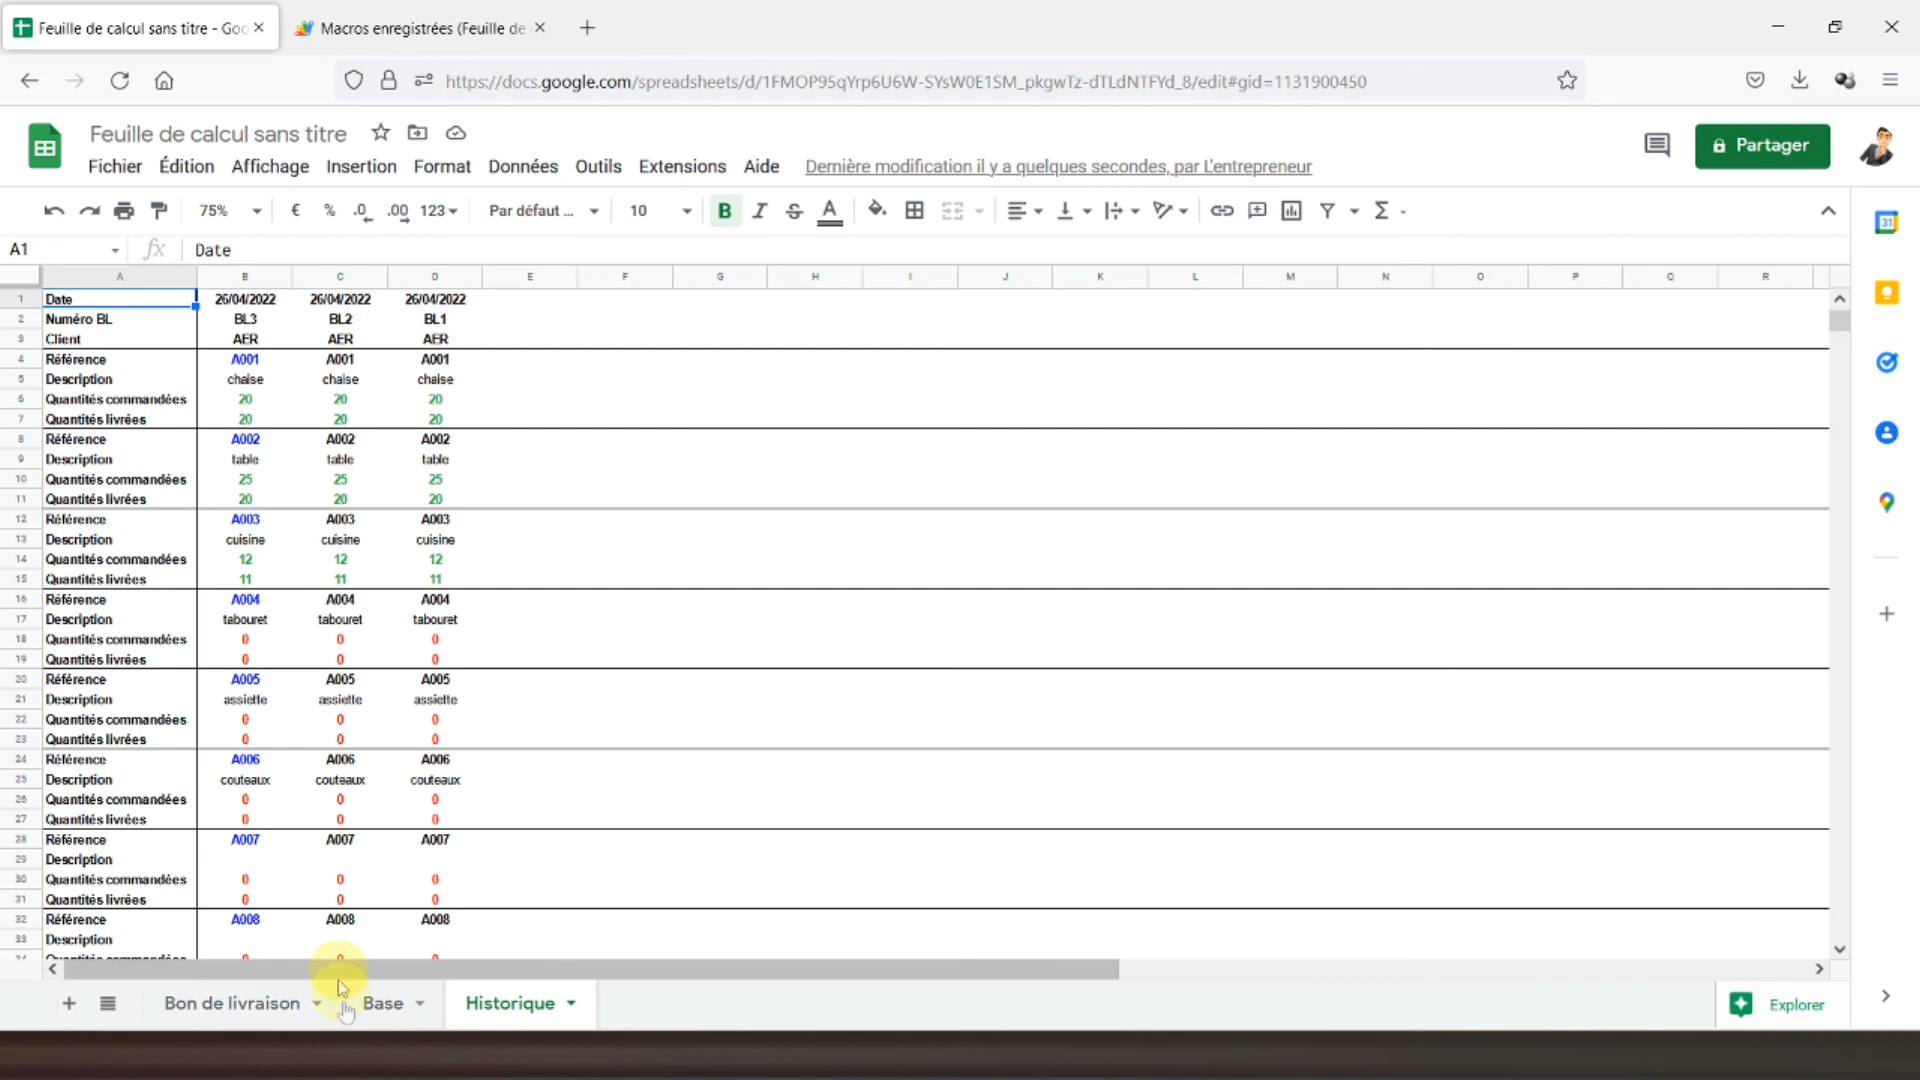 Feuille de calcul sans titre - Goo
Macros enregistrées (Feuille de
https://docs.google.com/spreadsheets/d/1FMOP95qYrp6U6W-SYsW0E1SM_pkgwTz-dTLdNTFYd_8/edit#gid=1131900450
Feuille de calcul sans titre
Partager
Fichier Édition Affichage Insertion Format Données Outils Extensions Aide Dernière modification il y a quelques secondes, par L'entrepreneur
75% € % .0 .00 123 Par défaut ... 10 B I S A Σ
A1 fx Date
31
A B C D E F G H I J K L M N O P Q R
1 Date 26/04/2022 26/04/2022 26/04/2022
2 Numéro BL BL3 BL2 BL1
3 Client AER AER AER
4 Référence A001 A001 A001
5 Description chaise chaise chaise
6 Quantités commandées 20 20 20
7 Quantités livrées 20 20 20
8 Référence A002 A002 A002
9 Description table table table
10 Quantités commandées 25 25 25
11 Quantités livrées 20 20 20
12 Référence A003 A003 A003
13 Description cuisine cuisine cuisine
14 Quantités commandées 12 12 12
15 Quantités livrées 11 11 11
16 Référence A004 A004 A004
17 Description tabouret tabouret tabouret
18 Quantités commandées 0 0 0
19 Quantités livrées 0 0 0
20 Référence A005 A005 A005
21 Description assiette assiette assiette
22 Quantités commandées 0 0 0
23 Quantités livrées 0 0 0
24 Référence A006 A006 A006
25 Description couteaux couteaux couteaux
26 Quantités commandées 0 0 0
27 Quantités livrées 0 0 0
28 Référence A007 A007 A007
29 Description
30 Quantités commandées 0 0 0
31 Quantités livrées 0 0 0
32 Référence A008 A008 A008
33 Description
34 Quantités commandées 0 0 0
Bon de livraison Base Historique Explorer